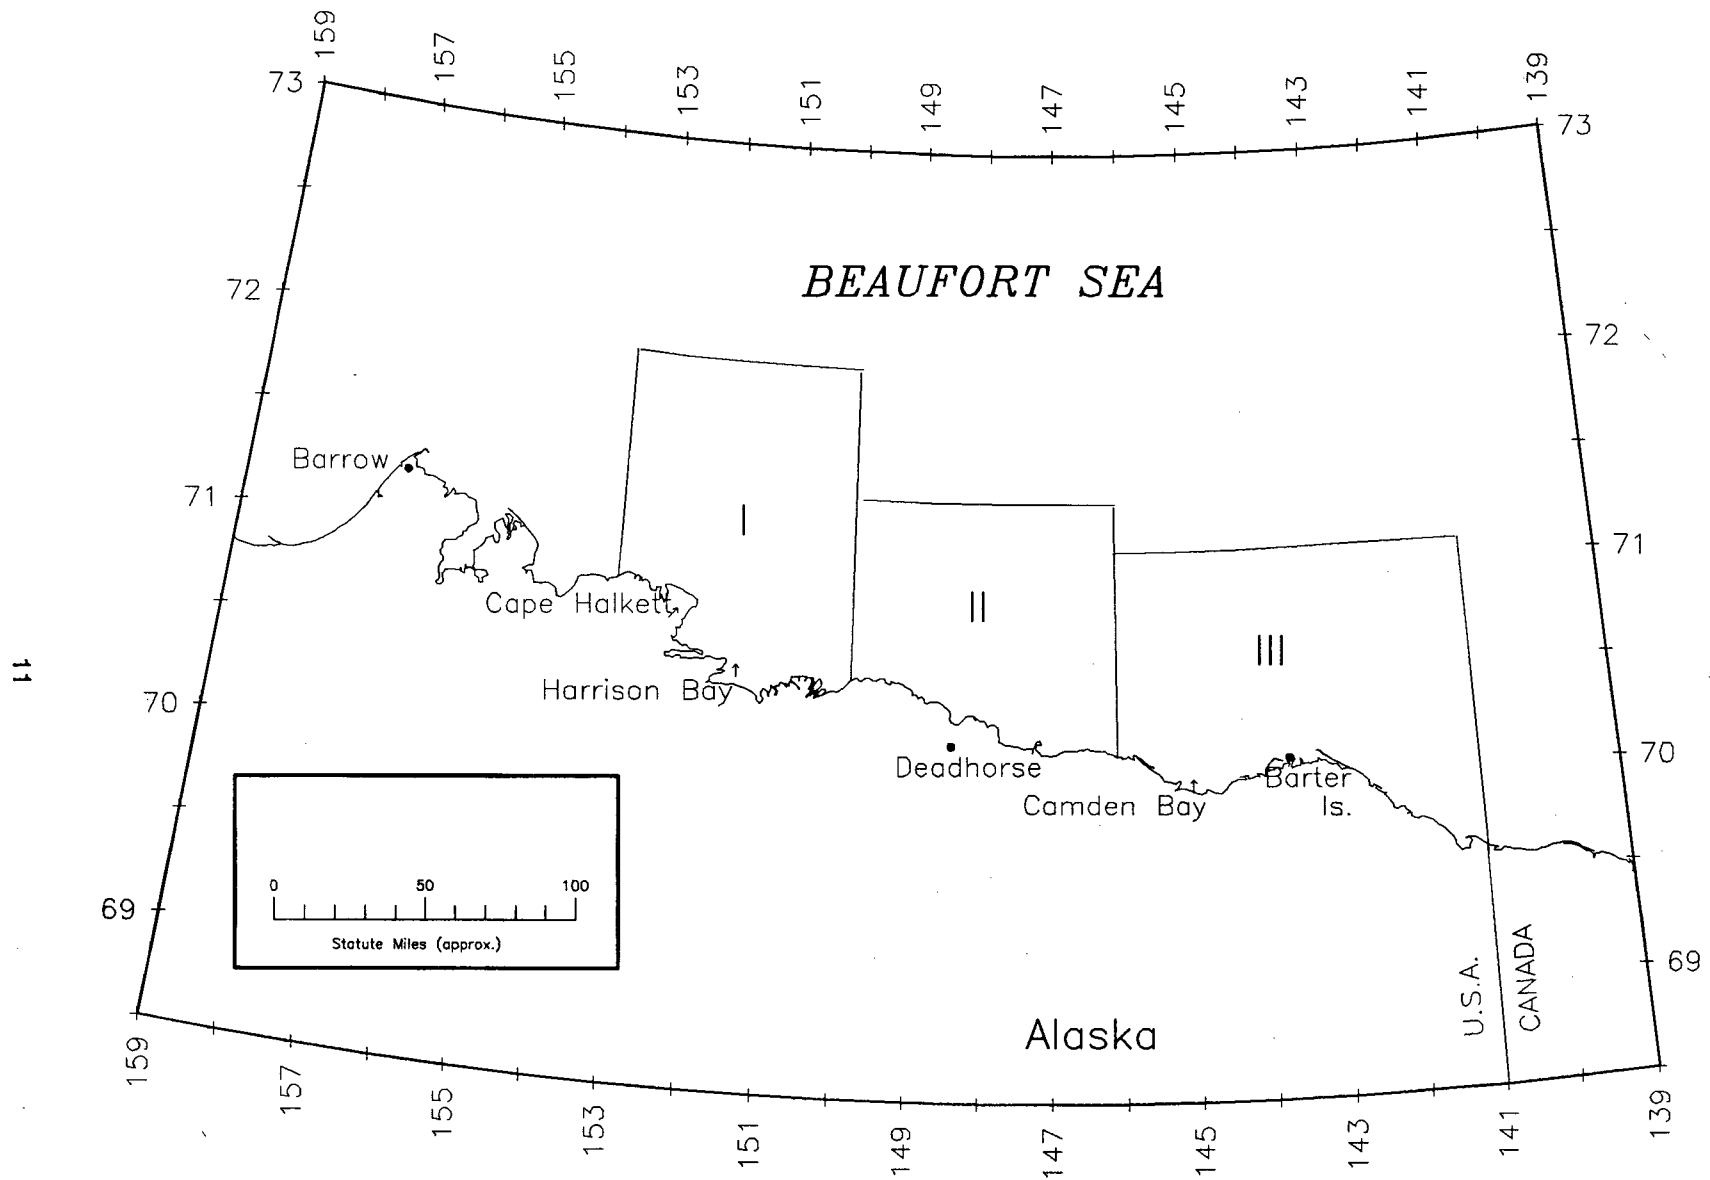 159
157
155
153
151
149
147
145
143
141
139
73
73
72
72
BEAUFORT SEA
Barrow
71
71
I
II
III
Cape Halkett
Harrison Bay
70
70
Deadhorse
Camden Bay
Barter
Is.
11
69
69
0 50 100
Statute Miles (approx.)
U.S.A.
CANADA
Alaska
159
157
155
153
151
149
147
145
143
141
139